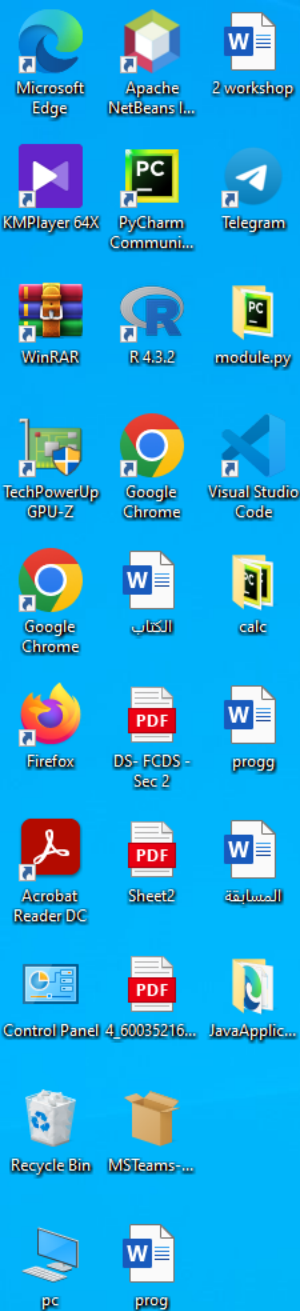 Microsoft
Edge
Apache
NetBeans I...
W
2 workshop
KMPlayer 64X
PC
PyCharm
Communi...
Telegram
WinRAR
R
R 4.3.2
PC
module.py
TechPowerUp
GPU-Z
Google
Chrome
Visual Studio
Code
Google
Chrome
W
الكتاب
calc
Firefox
PDF
DS- FCDS -
Sec 2
W
progg
Acrobat
Reader DC
PDF
Sheet2
W
المسابقة
Control Panel
PDF
4_60035216...
JavaApplic...
Recycle Bin
MSTeams-...
pc
W
prog